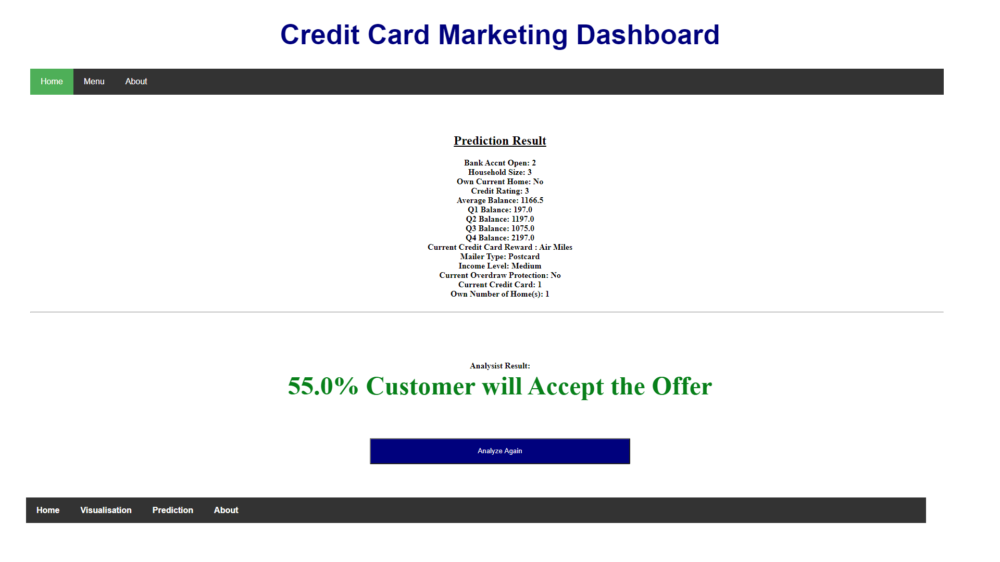 Credit Card Marketing Dashboard
Home Menu About
Prediction Result
Bank Accnt Open: 2
Household Size: 3
Own Current Home: No
Credit Rating: 3
Average Balance: 1166.5
Q1 Balance: 197.0
Q2 Balance: 1197.0
Q3 Balance: 1075.0
Q4 Balance: 2197.0
Current Credit Card Reward : Air Miles
Mailer Type: Postcard
Income Level: Medium
Current Overdraw Protection: No
Current Credit Card: 1
Own Number of Home(s): 1
Analysist Result:
55.0% Customer will Accept the Offer
Analyze Again
Home Visualisation Prediction About